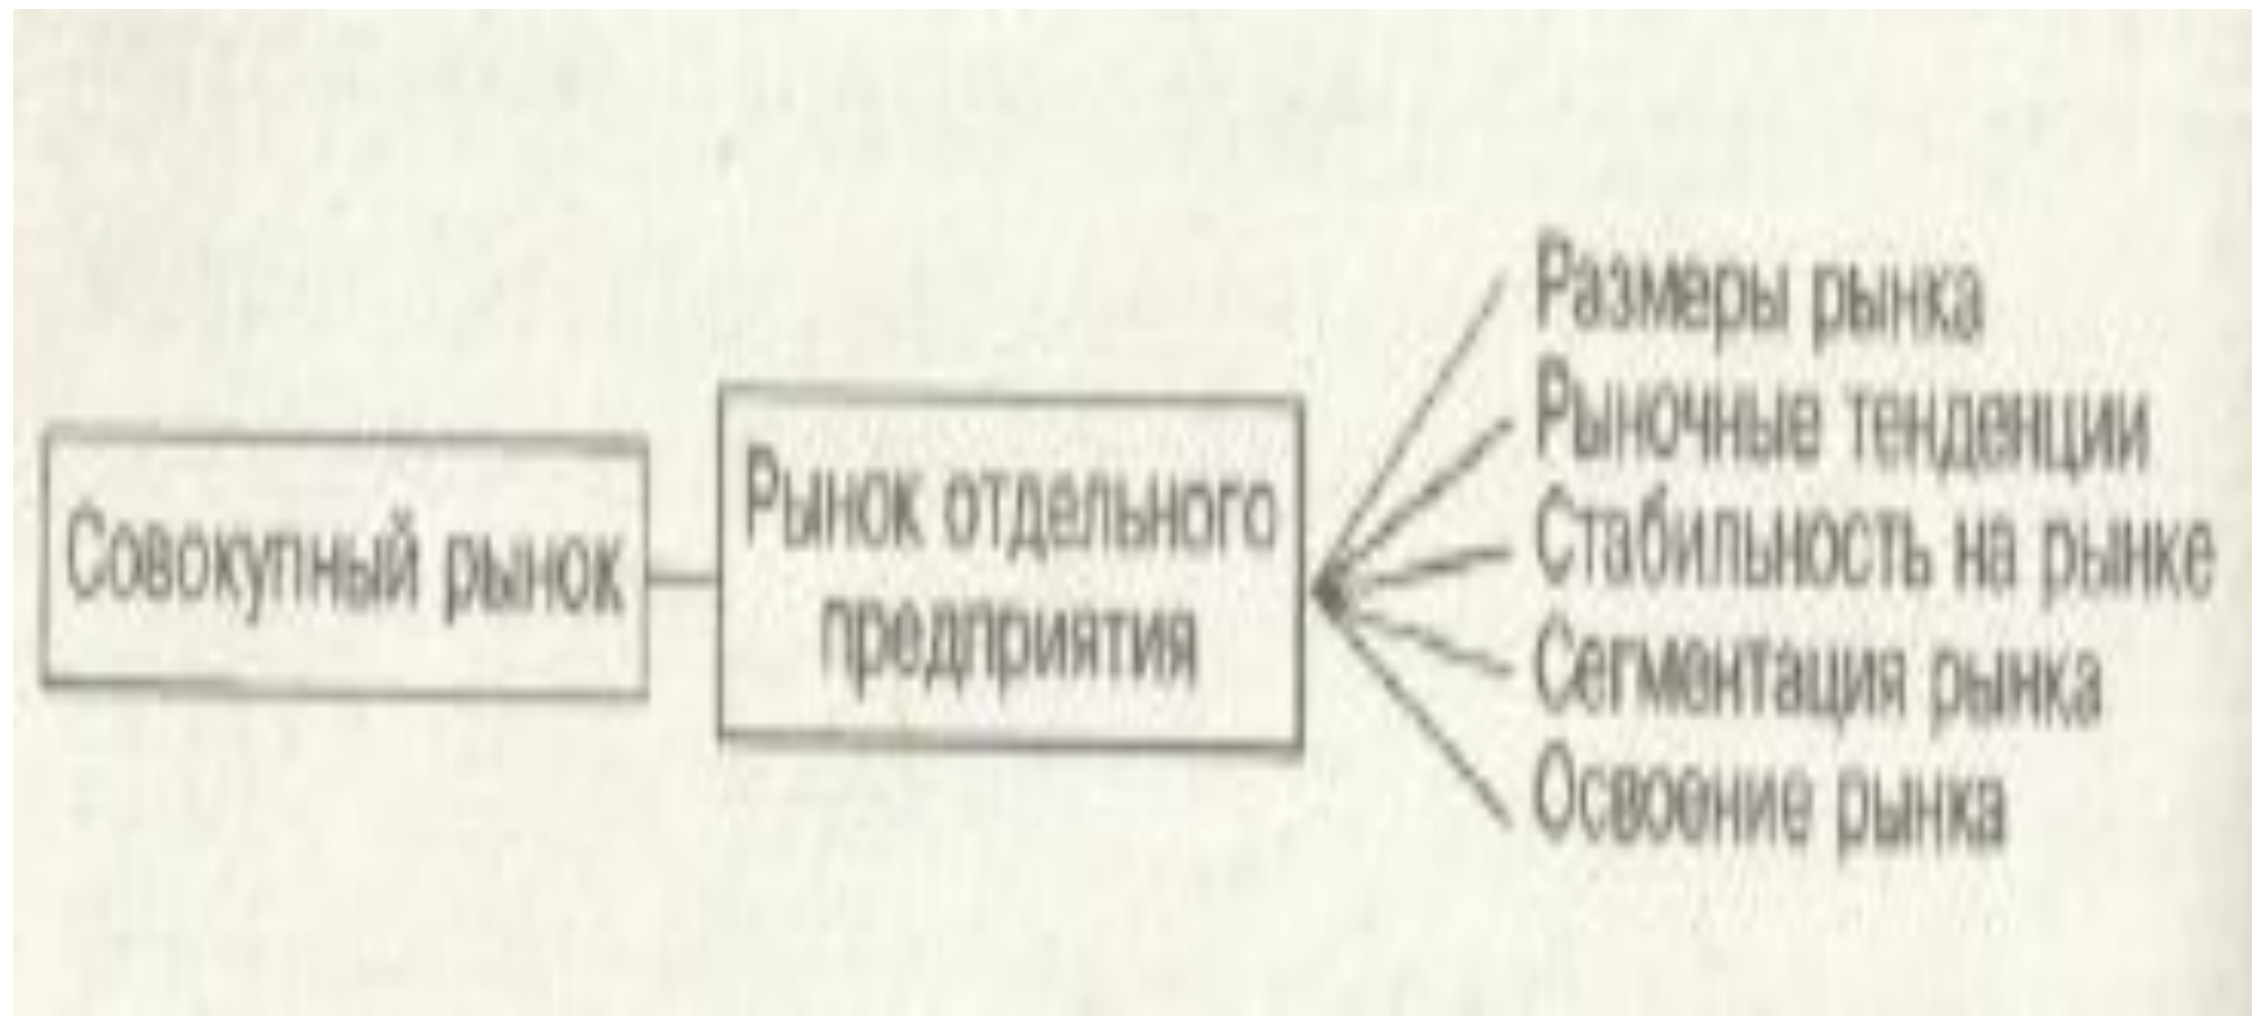 Совокупный рынок
Рынок отдельного
предприятия
Размеры рынка
Рыночные тенденции
Стабильность на рынке
Сегментация рынка
Освоение рынка